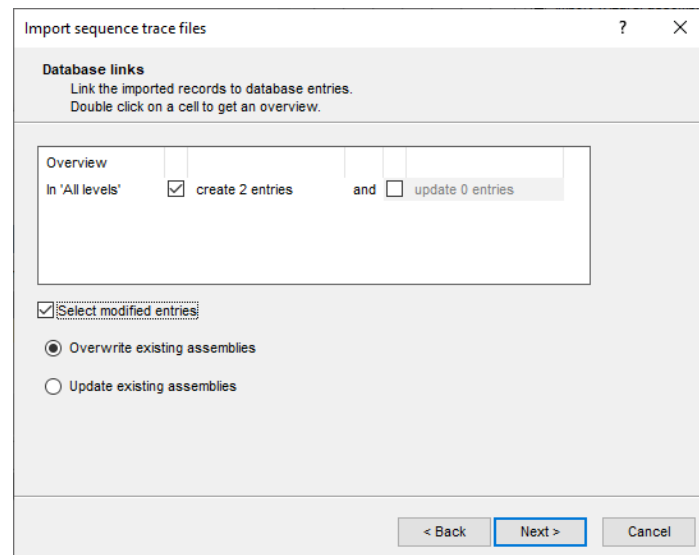 Import sequence trace files
?
Database links
Link the imported records to database entries.
Double click on a cell to get an overview.
Overview
In 'All levels' create 2 entries and update 0 entries
Select modified entries
Overwrite existing assemblies
Update existing assemblies
< Back Next > Cancel